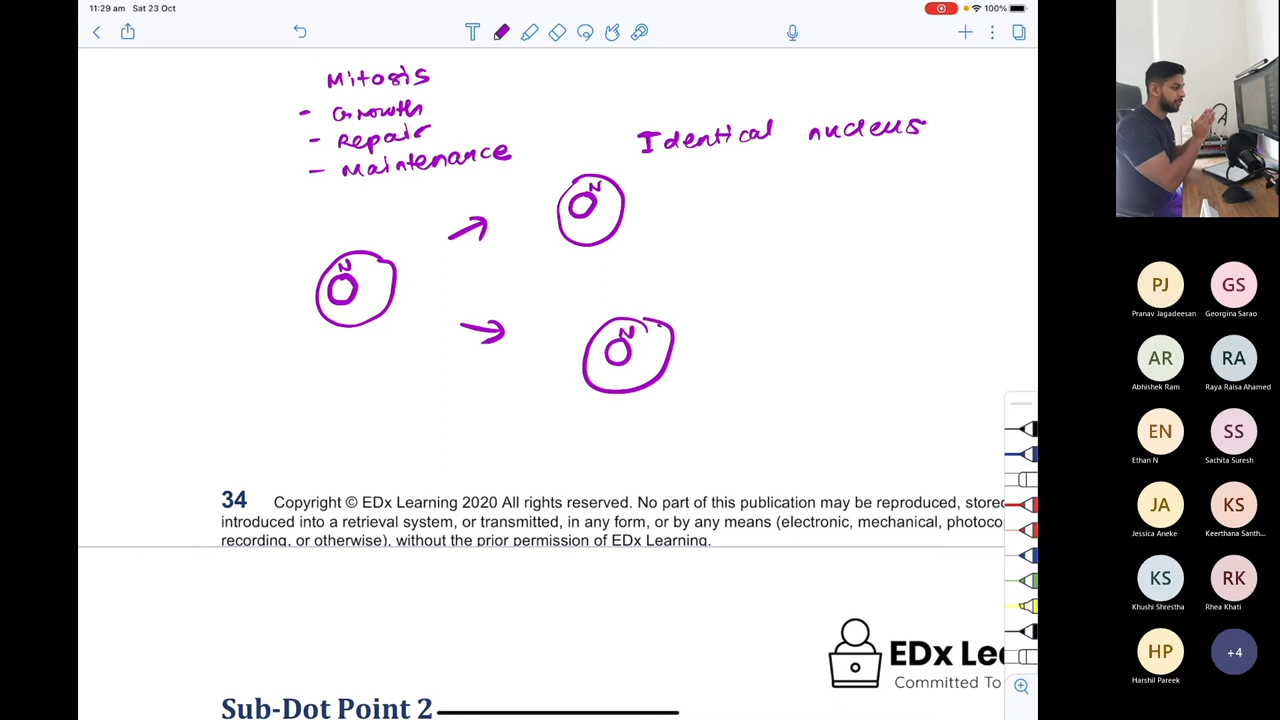 11:29 am Sat 23 Oct
100%
T
Mitosis
- Growth
- Repair
- Maintenance
Identical nucleus
N
N
N
34 Copyright © EDx Learning 2020 All rights reserved. No part of this publication may be reproduced, stored
introduced into a retrieval system, or transmitted, in any form, or by any means (electronic, mechanical, photoco
recording, or otherwise), without the prior permission of EDx Learning.
EDx Lea
Committed To
Sub-Dot Point 2
PJ GS
Pranav Jagadeesan Georgina Sarao
AR RA
Abhishek Ram Raya Raisa Ahamed
EN SS
Ethan N Sachita Suresh
JA KS
Jessica Aneke Keerthana Santh...
KS RK
Khushi Shrestha Rhea Khati
HP +4
Harshil Pareek